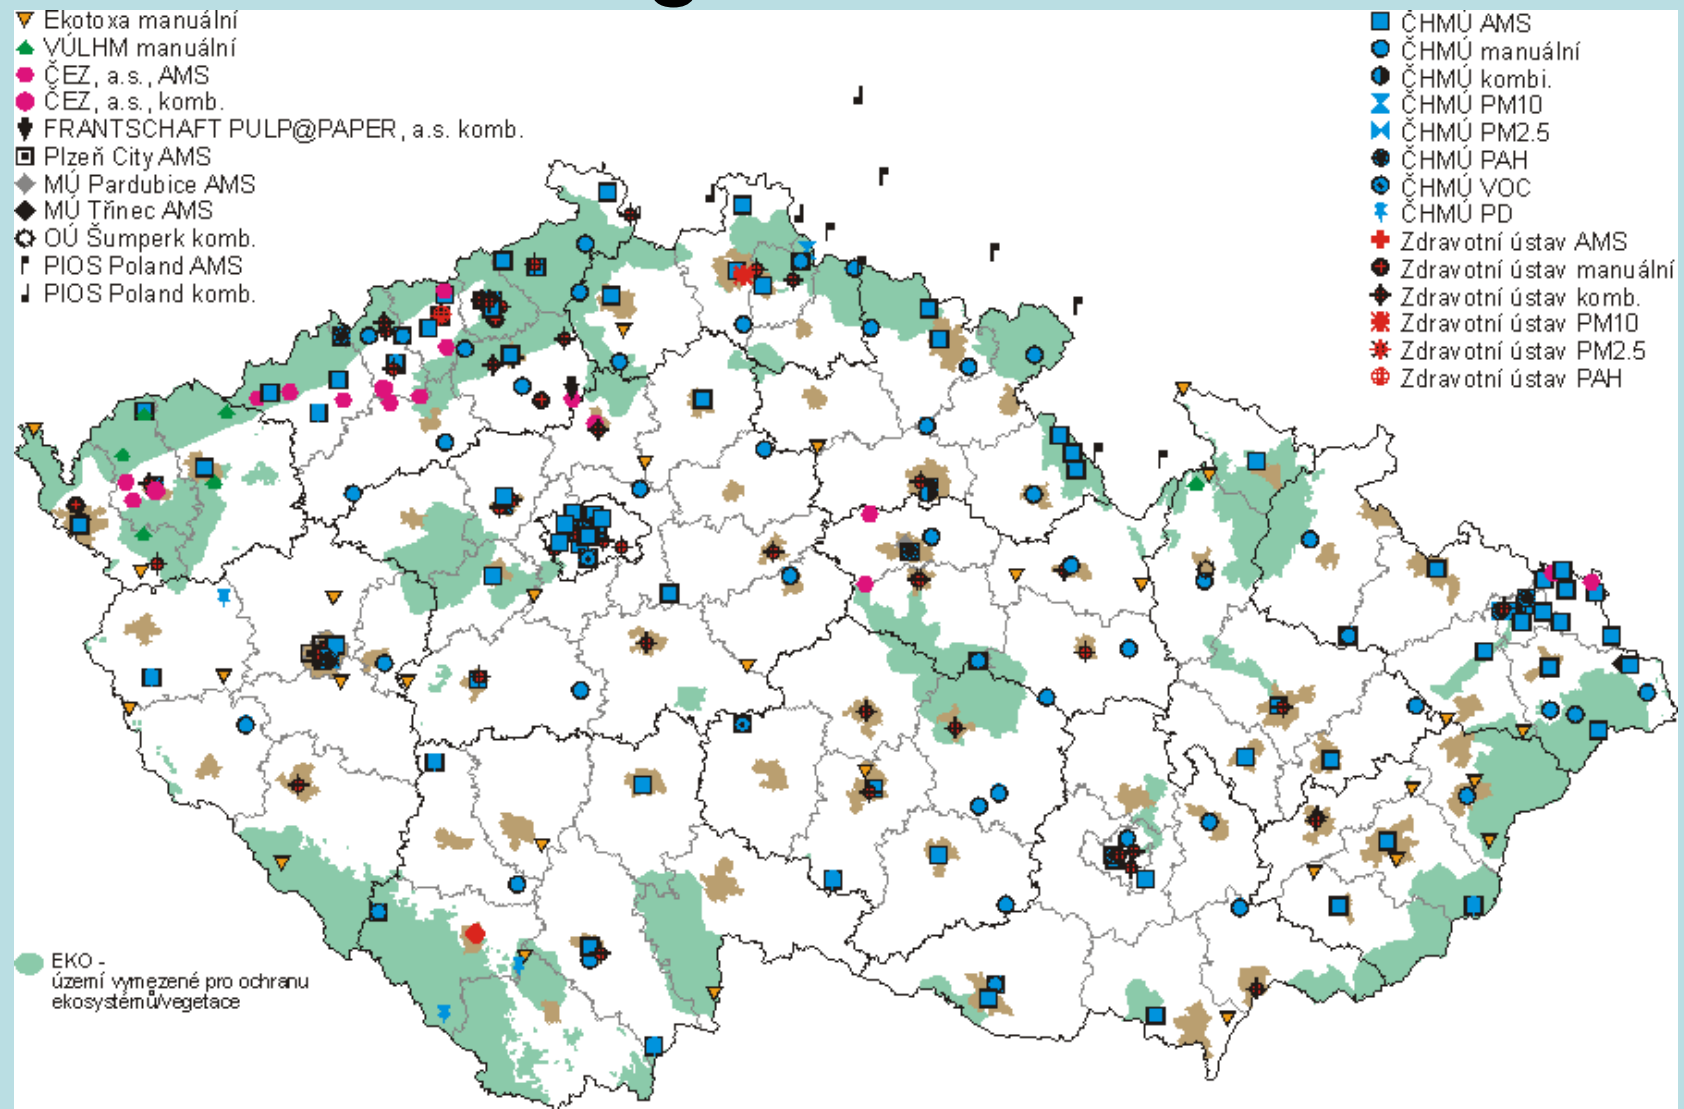 Ekotoxa manuální
VÚLHM manuální
ČEZ, a.s., AMS
ČEZ, a.s., komb.
FRANTSCHAFT PULP@PAPER, a.s. komb.
Plzeň City AMS
MÚ Pardubice AMS
MÚ Třinec AMS
OÚ Šumperk komb.
PIOS Poland AMS
PIOS Poland komb.
ČHMÚ AMS
ČHMÚ manuální
ČHMÚ kombi.
ČHMÚ PM10
ČHMÚ PM2.5
ČHMÚ PAH
ČHMÚ VOC
ČHMÚ PD
Zdravotní ústav AMS
Zdravotní ústav manuální
Zdravotní ústav komb.
Zdravotní ústav PM10
Zdravotní ústav PM2.5
Zdravotní ústav PAH
EKO -
území vymezené pro ochranu
ekosystémů/vegetace